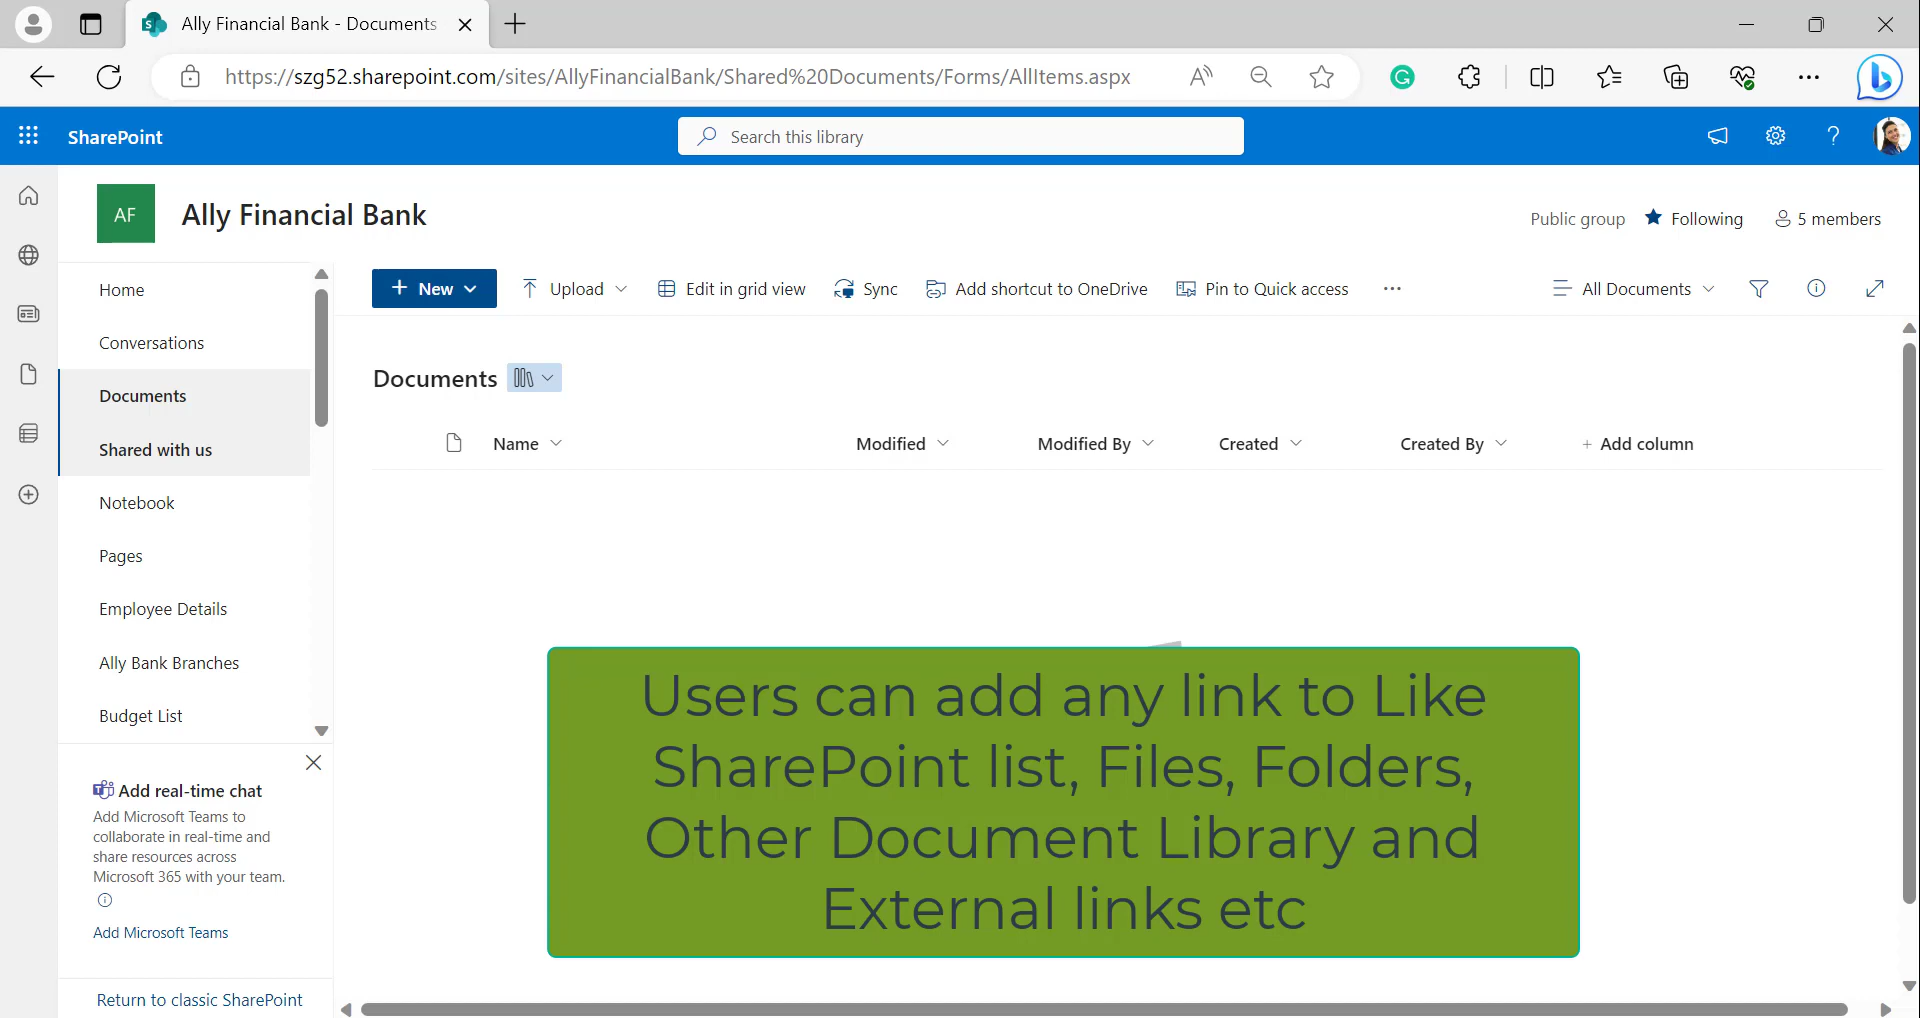 Ally Financial Bank - Documents
https://szg52.sharepoint.com/sites/AllyFinancialBank/Shared%20Documents/Forms/AllItems.aspx
SharePoint
Search this library
AF
Ally Financial Bank
Public group
Following
5 members
Home
Conversations
Documents
Shared with us
Notebook
Pages
Employee Details
Ally Bank Branches
Budget List
Add real-time chat
Add Microsoft Teams to
collaborate in real-time and
share resources across
Microsoft 365 with your team.
Add Microsoft Teams
Return to classic SharePoint
+ New
Upload
Edit in grid view
Sync
Add shortcut to OneDrive
Pin to Quick access
...
All Documents
Documents
Name
Modified
Modified By
Created
Created By
+ Add column
Users can add any link to Like
SharePoint list, Files, Folders,
Other Document Library and
External links etc